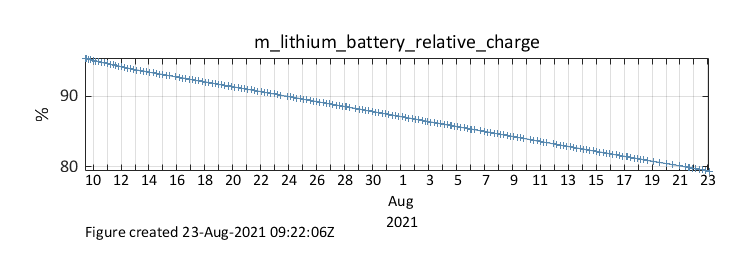 m_lithium_battery_relative_charge
%
90
80
10 12 14 16 18 20 22 24 26 28 30 1 3 5 7 9 11 13 15 17 19 21 23
Aug
2021
Figure created 23-Aug-2021 09:22:06Z